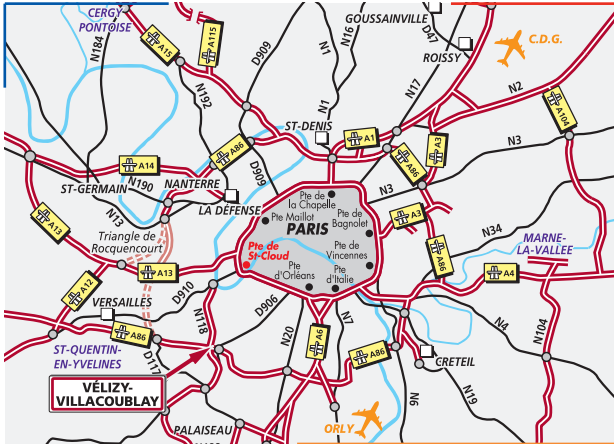 CERGY
PONTOISE
N184
A15
A115
D909
N1
N16
GOUSSAINVILLE
D47
ROISSY
C.D.G.
N192
N17
N2
A104
A86
ST-DENIS
N1
A1
A86
A3
N3
A14
ST-GERMAIN
N190
NANTERRE
D909
N13
LA DÉFENSE
Pte de
la Chapelle
N3
A3
Pte Maillot
PARIS
Pte de
Bagnolet
A13
Triangle de
Rocquencourt
Pte de
St-Cloud
Pte de
Vincennes
N34
MARNE-
LA-VALLEE
A86
A13
Pte
d'Orléans
Pte
d'Italie
A4
A12
D910
VERSAILLES
N118
D906
A86
N20
A6
N7
A86
N4
N104
ST-QUENTIN-
EN-YVELINES
D117
CRETEIL
VÉLIZY-
VILLACOUBLAY
N6
N19
PALAISEAU
ORLY